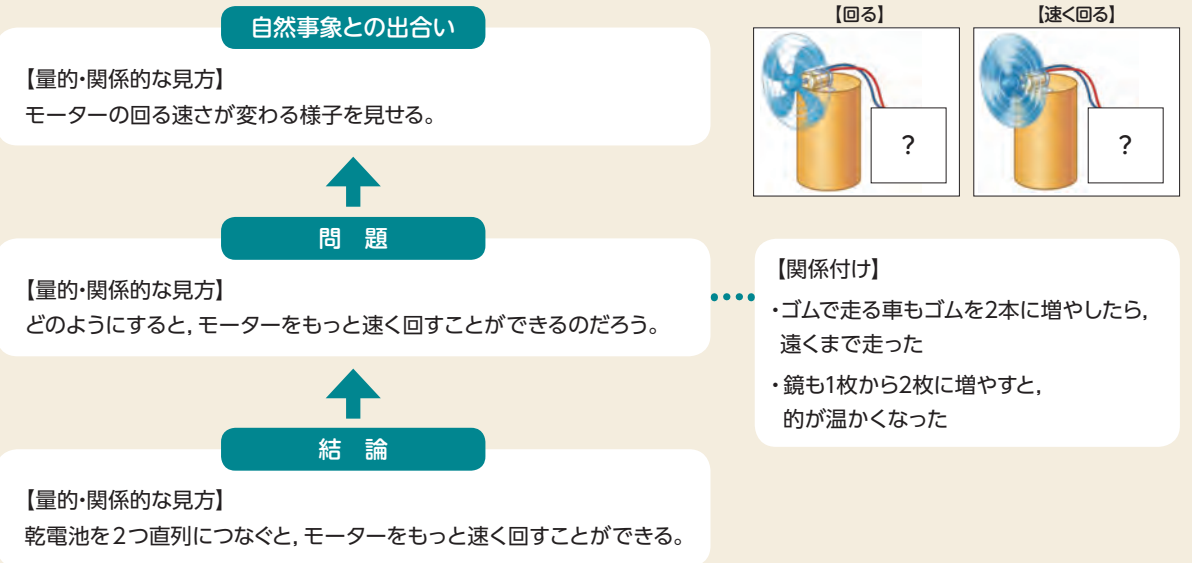 自然事象との出合い
【量的・関係的な見方】
モーターの回る速さが変わる様子を見せる。
【回る】
?
【速く回る】
?
問 題
【量的・関係的な見方】
どのようにすると，モーターをもっと速く回すことができるのだろう。
【関係付け】
・ゴムで走る車もゴムを2本に増やしたら，
遠くまで走った
・鏡も1枚から2枚に増やすと，
的が温かくなった
結 論
【量的・関係的な見方】
乾電池を2つ直列につなぐと，モーターをもっと速く回すことができる。